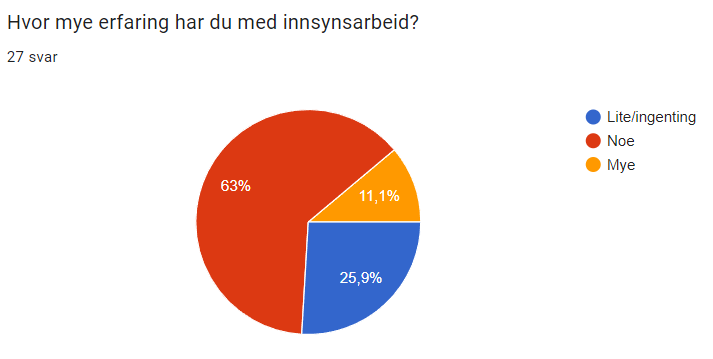 Hvor mye erfaring har du med innsynsarbeid?
27 svar
Lite/ingenting
Noe
Mye
63%
11,1%
25,9%